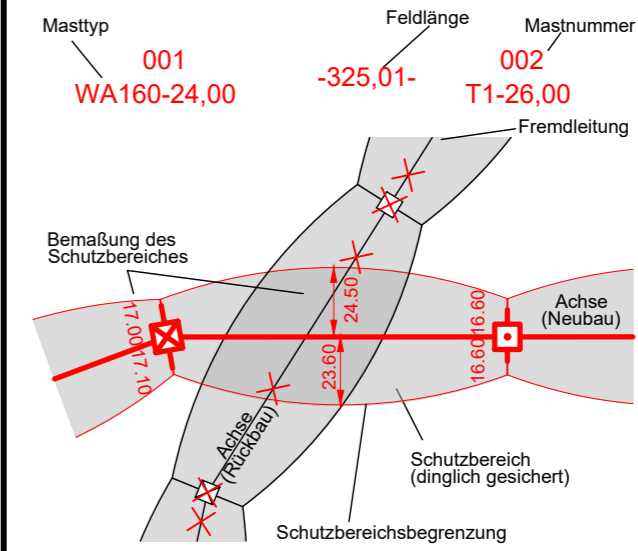 Masttyp
Feldlänge
Mastnummer
001
WA160-24,00
-325,01-
002
T1-26,00
Fremdleitung
Bemaßung des
Schutzbereiches
24.50
23.60
17.00
17.10
16.60
16.60
Achse
(Neubau)
Achse
(Rückbau)
Schutzbereich
(dinglich gesichert)
Schutzbereichsbegrenzung